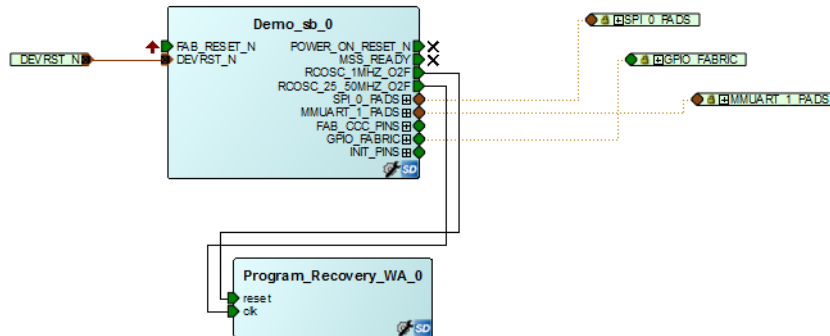 Demo_sb_0
SPI_0_PADS
DEVRST_N
FAB_RESET_N
DEVRST_N
POWER_ON_RESET_N
MSS_READY
RCOSC_1MHZ_O2F
RCOSC_25_50MHZ_O2F
SPI_0_PADS
MMUART_1_PADS
FAB_CCC_PINS
GPIO_FABRIC
INIT_PINS
SD
GPIO_FABRIC
MMUART_1_PADS
Program_Recovery_WA_0
reset
clk
SD